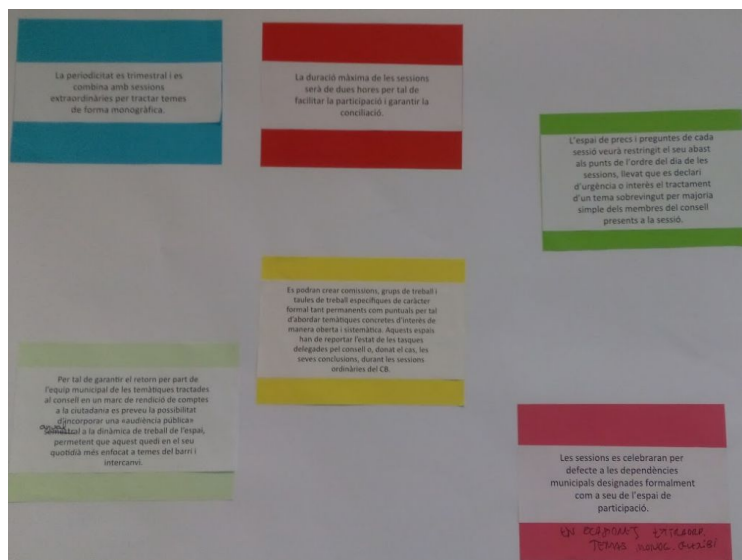 La periodicitat es trimestral i es
combina amb sessions
extraordinàries per tractar temes
de forma monogràfica.
La duració màxima de les sessions
serà de dues hores per tal de
facilitar la participació i garantir la
conciliació.
L'espai de precs i preguntes de cada
sessió veurà restringit el seu abast
als punts de l'ordre del dia de les
sessions, llevat que es declari
d'urgència o interès el tractament
d'un tema sobrevingut per majoria
simple dels membres del consell
presents a la sessió.
Es podran crear comissions, grups de treball i
taules de treball específiques de caràcter
formal tant permanents com puntuals per tal
d'abordar temàtiques concretes d'interès de
manera oberta i sistemàtica. Aquests espais
han de reportar l'estat de les tasques
delegades pel consell o, donat el cas, les
seves conclusions, durant les sessions
ordinàries del CB.
Per tal de garantir el retorn per part de
l'equip municipal de les temàtiques tractades
al consell en un marc de rendició de comptes
a la ciutadania es preveu la possibilitat
d'incorporar una «audiència pública»
anual
semestral a la dinàmica de treball de l'espai,
permetent que aquest quedi en el seu
quotidià més enfocat a temes del barri i
intercanvi.
Les sessions es celebraran per
defecte a les dependències
municipals designades formalment
com a seu de l'espai de
participació.
EN OCASIONS
TEMAS